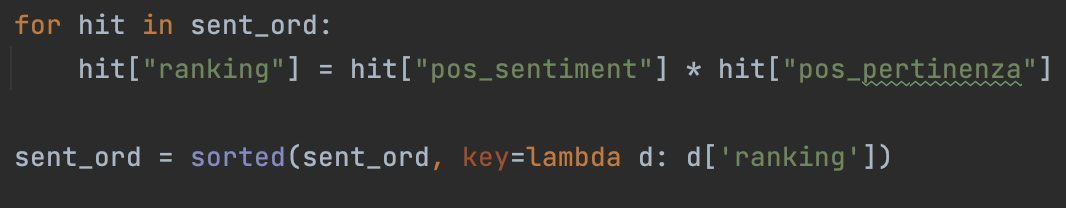 for hit in sent_ord:
    hit["ranking"] = hit["pos_sentiment"] * hit["pos_pertinenza"]
sent_ord = sorted(sent_ord, key=lambda d: d['ranking'])